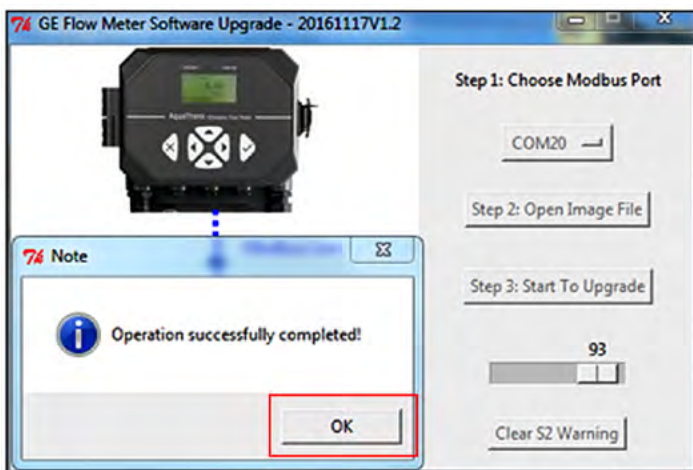 GE Flow Meter Software Upgrade - 20161117V1.2
Step 1: Choose Modbus Port
COM20
Step 2: Open Image File
Step 3: Start To Upgrade
93
Clear S2 Warning
AquaTrans
Note
Operation successfully completed!
OK